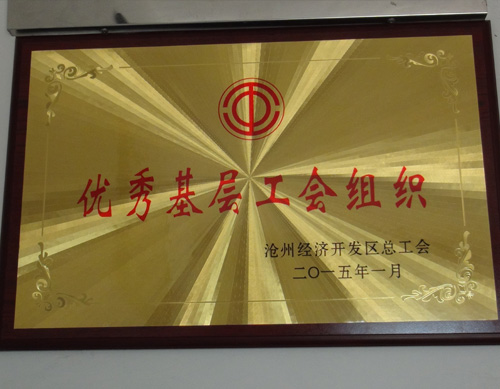 优秀基层工会组织
沧州经济开发区总工会
二〇一五年一月